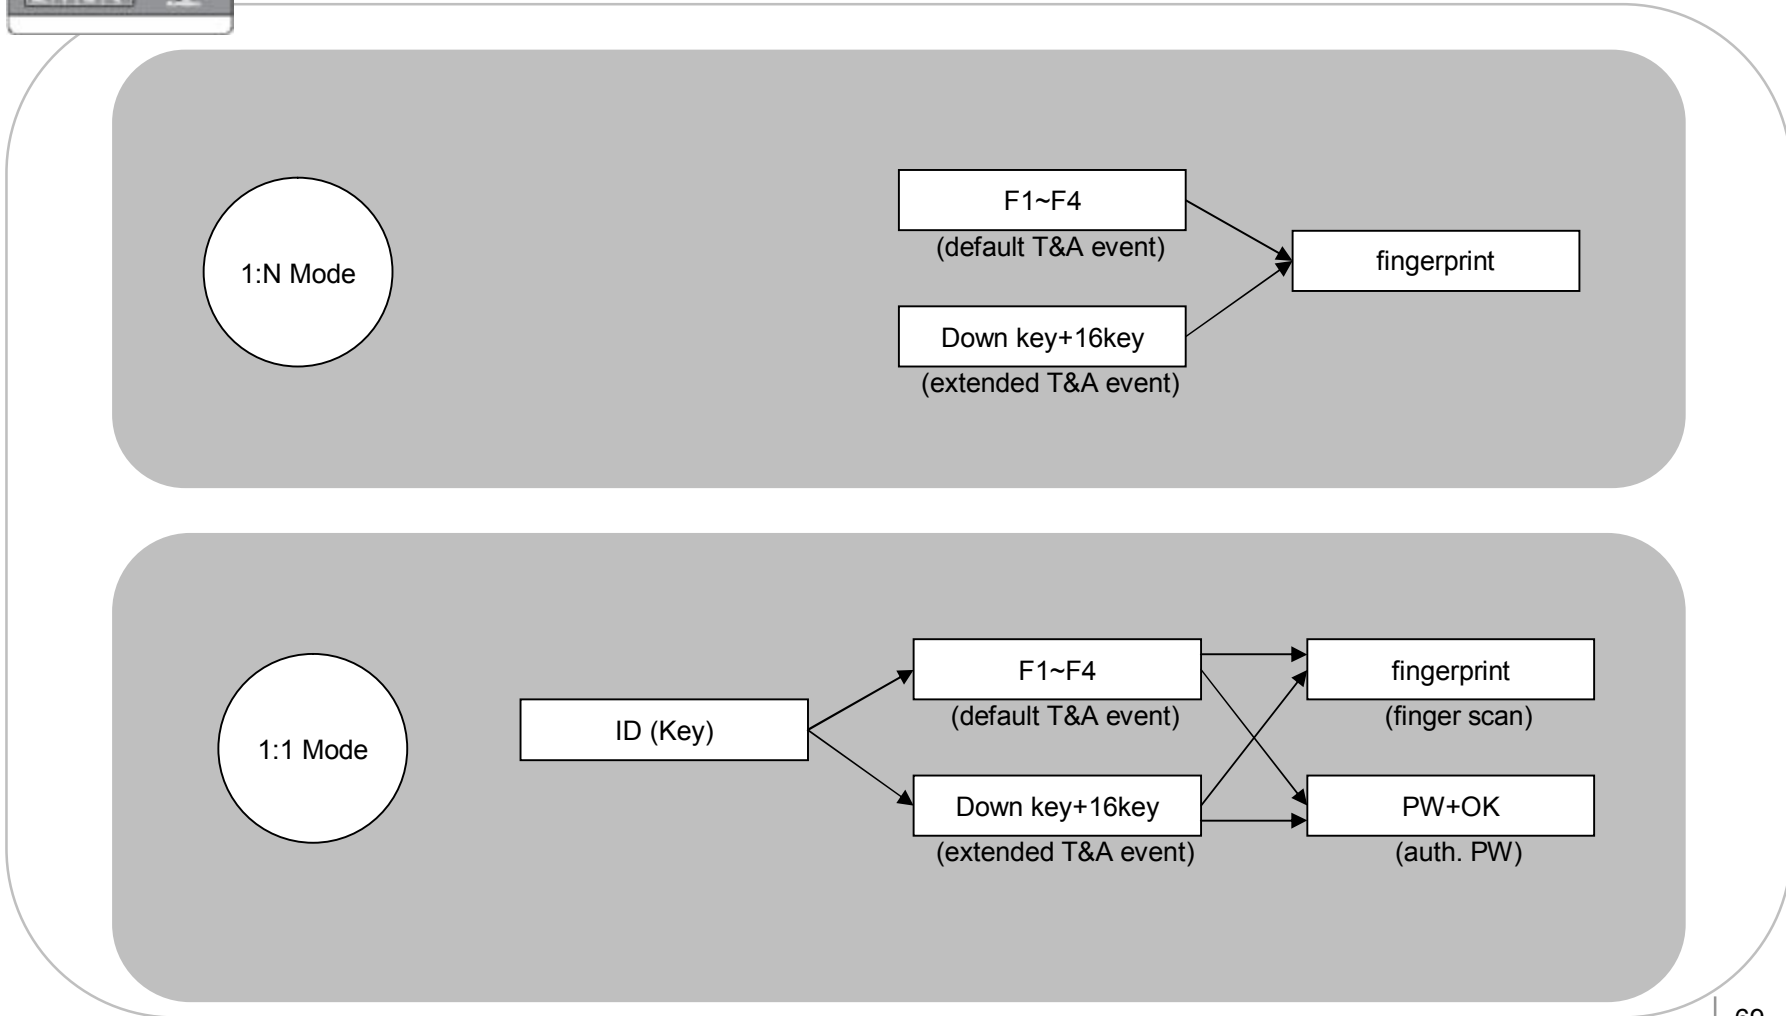 1:N Mode
F1~F4
(default T&A event)
Down key+16key
(extended T&A event)
fingerprint
1:1 Mode
ID (Key)
F1~F4
(default T&A event)
Down key+16key
(extended T&A event)
fingerprint
(finger scan)
PW+OK
(auth. PW)